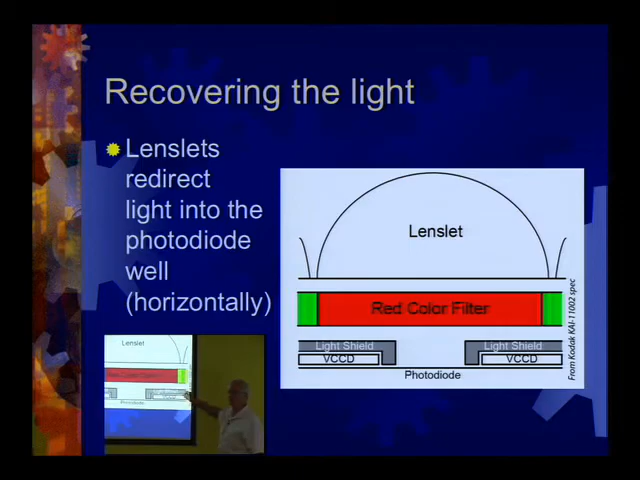 Recovering the light
Lenslets
redirect
light into the
photodiode
well
(horizontally)
Lenslet
Red Color Filter
Light Shield
Light Shield
VCCD
VCCD
Photodiode
From Kodak KAI-11002 spec
Lenslet